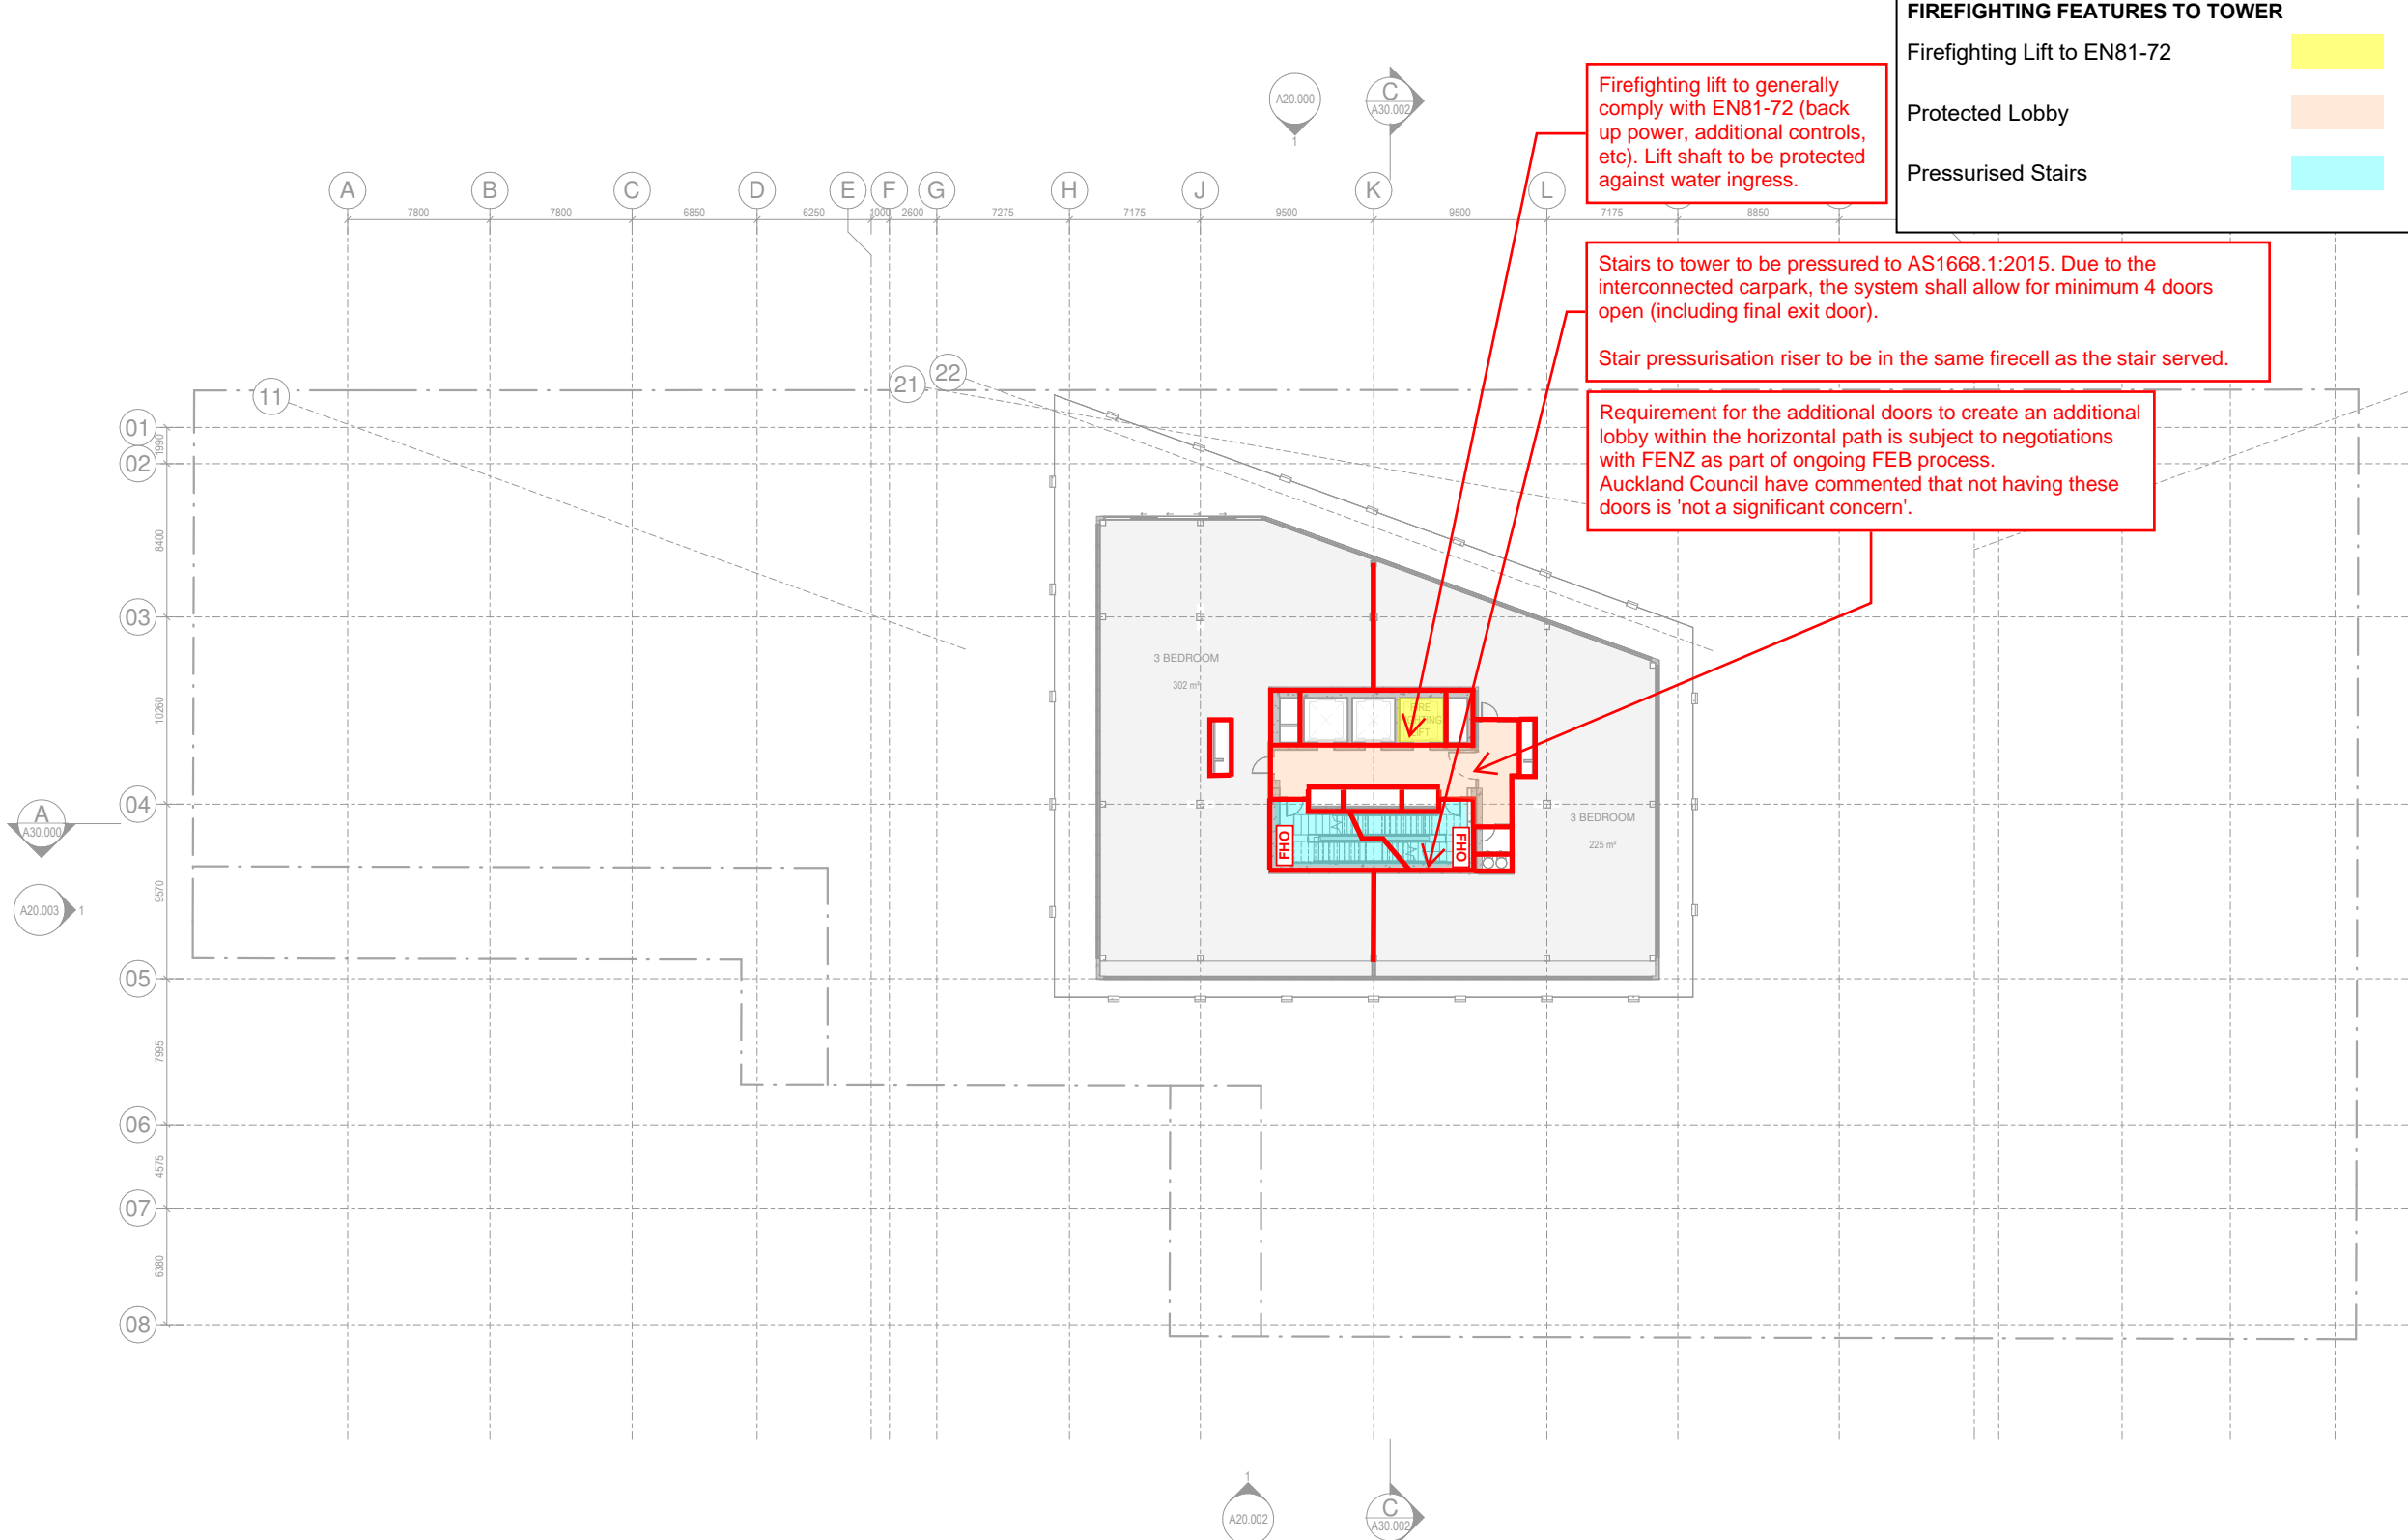 FIREFIGHTING FEATURES TO TOWER
Firefighting Lift to EN81-72
Protected Lobby
Pressurised Stairs
Firefighting lift to generally
comply with EN81-72 (back
up power, additional controls,
etc). Lift shaft to be protected
against water ingress.
A20.000
1
C
A30.002
A
B
C
D
E
F
G
H
J
K
L
7800
7800
6850
6250
1000
2600
7275
7175
9500
9500
7175
8850
Stairs to tower to be pressured to AS1668.1:2015. Due to the
interconnected carpark, the system shall allow for minimum 4 doors
open (including final exit door).
Stair pressurisation riser to be in the same firecell as the stair served.
Requirement for the additional doors to create an additional
lobby within the horizontal path is subject to negotiations
with FENZ as part of ongoing FEB process.
Auckland Council have commented that not having these
doors is 'not a significant concern'.
11
21
22
01
1990
02
8400
03
10260
04
9570
05
7995
06
4575
07
6380
08
3 BEDROOM
302 m²
FIRE
FIGHTING
LIFT
3 BEDROOM
225 m²
FHO
FHO
A
A30.000
A20.003
1
1
A20.002
C
A30.002